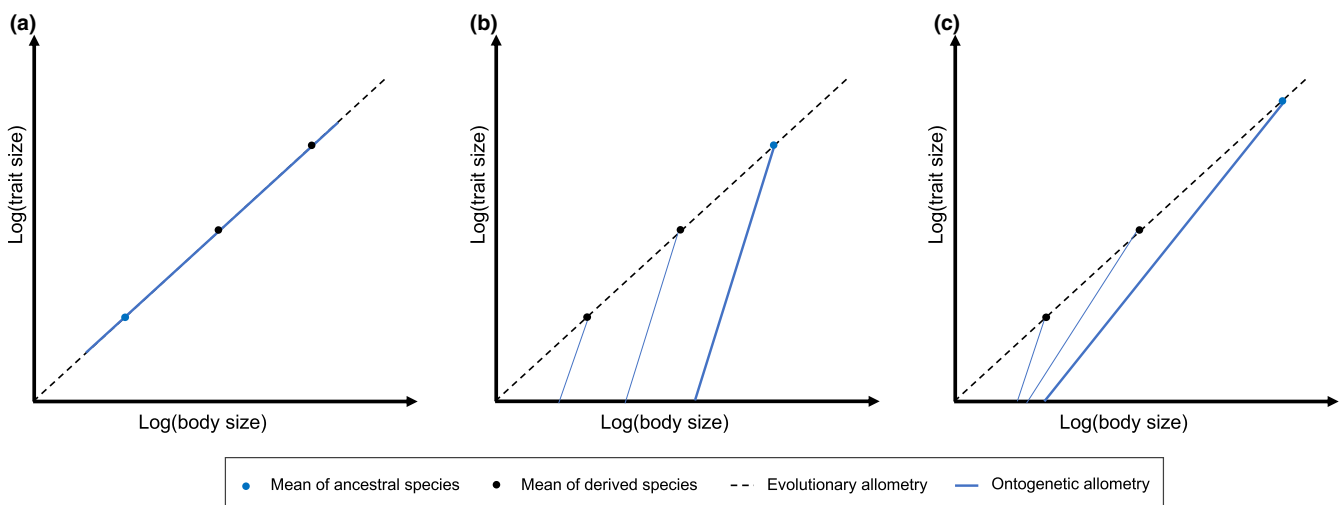 (a)
(b)
(c)
Log(trait size)
Log(trait size)
Log(trait size)
Log(body size)
Log(body size)
Log(body size)
Mean of ancestral species
Mean of derived species
Evolutionary allometry
Ontogenetic allometry